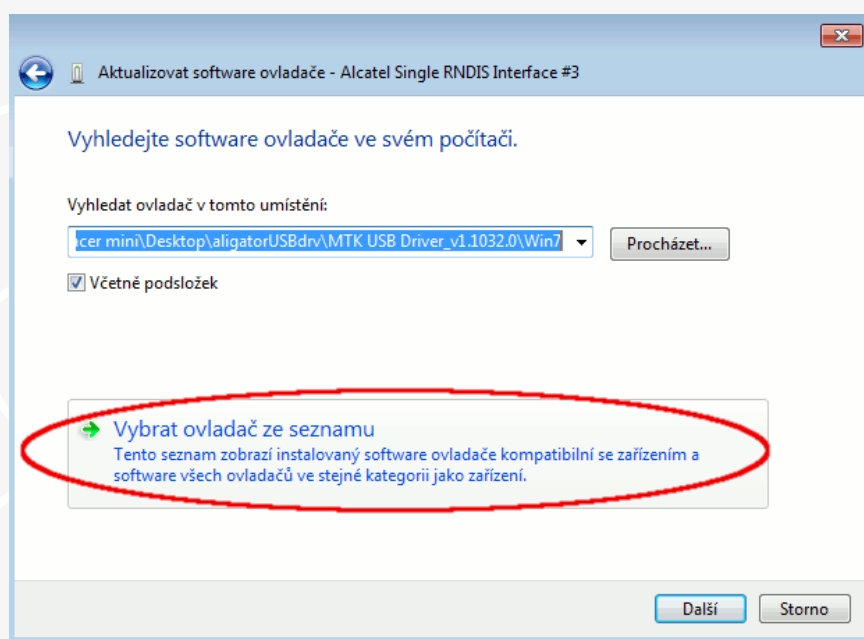 Aktualizovat software ovladače - Alcatel Single RNDIS Interface #3
Vyhledejte software ovladače ve svém počítači.
Vyhledat ovladač v tomto umístění:
acer mini\Desktop\aligatorUSBdrv\MTK USB Driver_v1.1032.0\Win7
Procházet...
Včetně podsložek
Vybrat ovladač ze seznamu
Tento seznam zobrazí instalovaný software ovladače kompatibilní se zařízením a
software všech ovladačů ve stejné kategorii jako zařízení.
Další
Storno